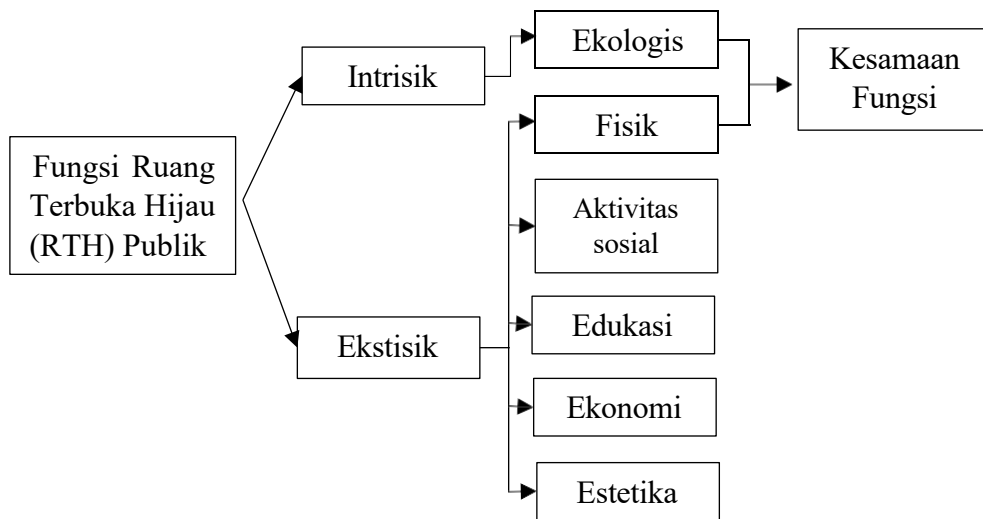 Fungsi Ruang
Terbuka Hijau
(RTH) Publik
Intrisik
Ekstisik
Ekologis
Fisik
Aktivitas
sosial
Edukasi
Ekonomi
Estetika
Kesamaan
Fungsi